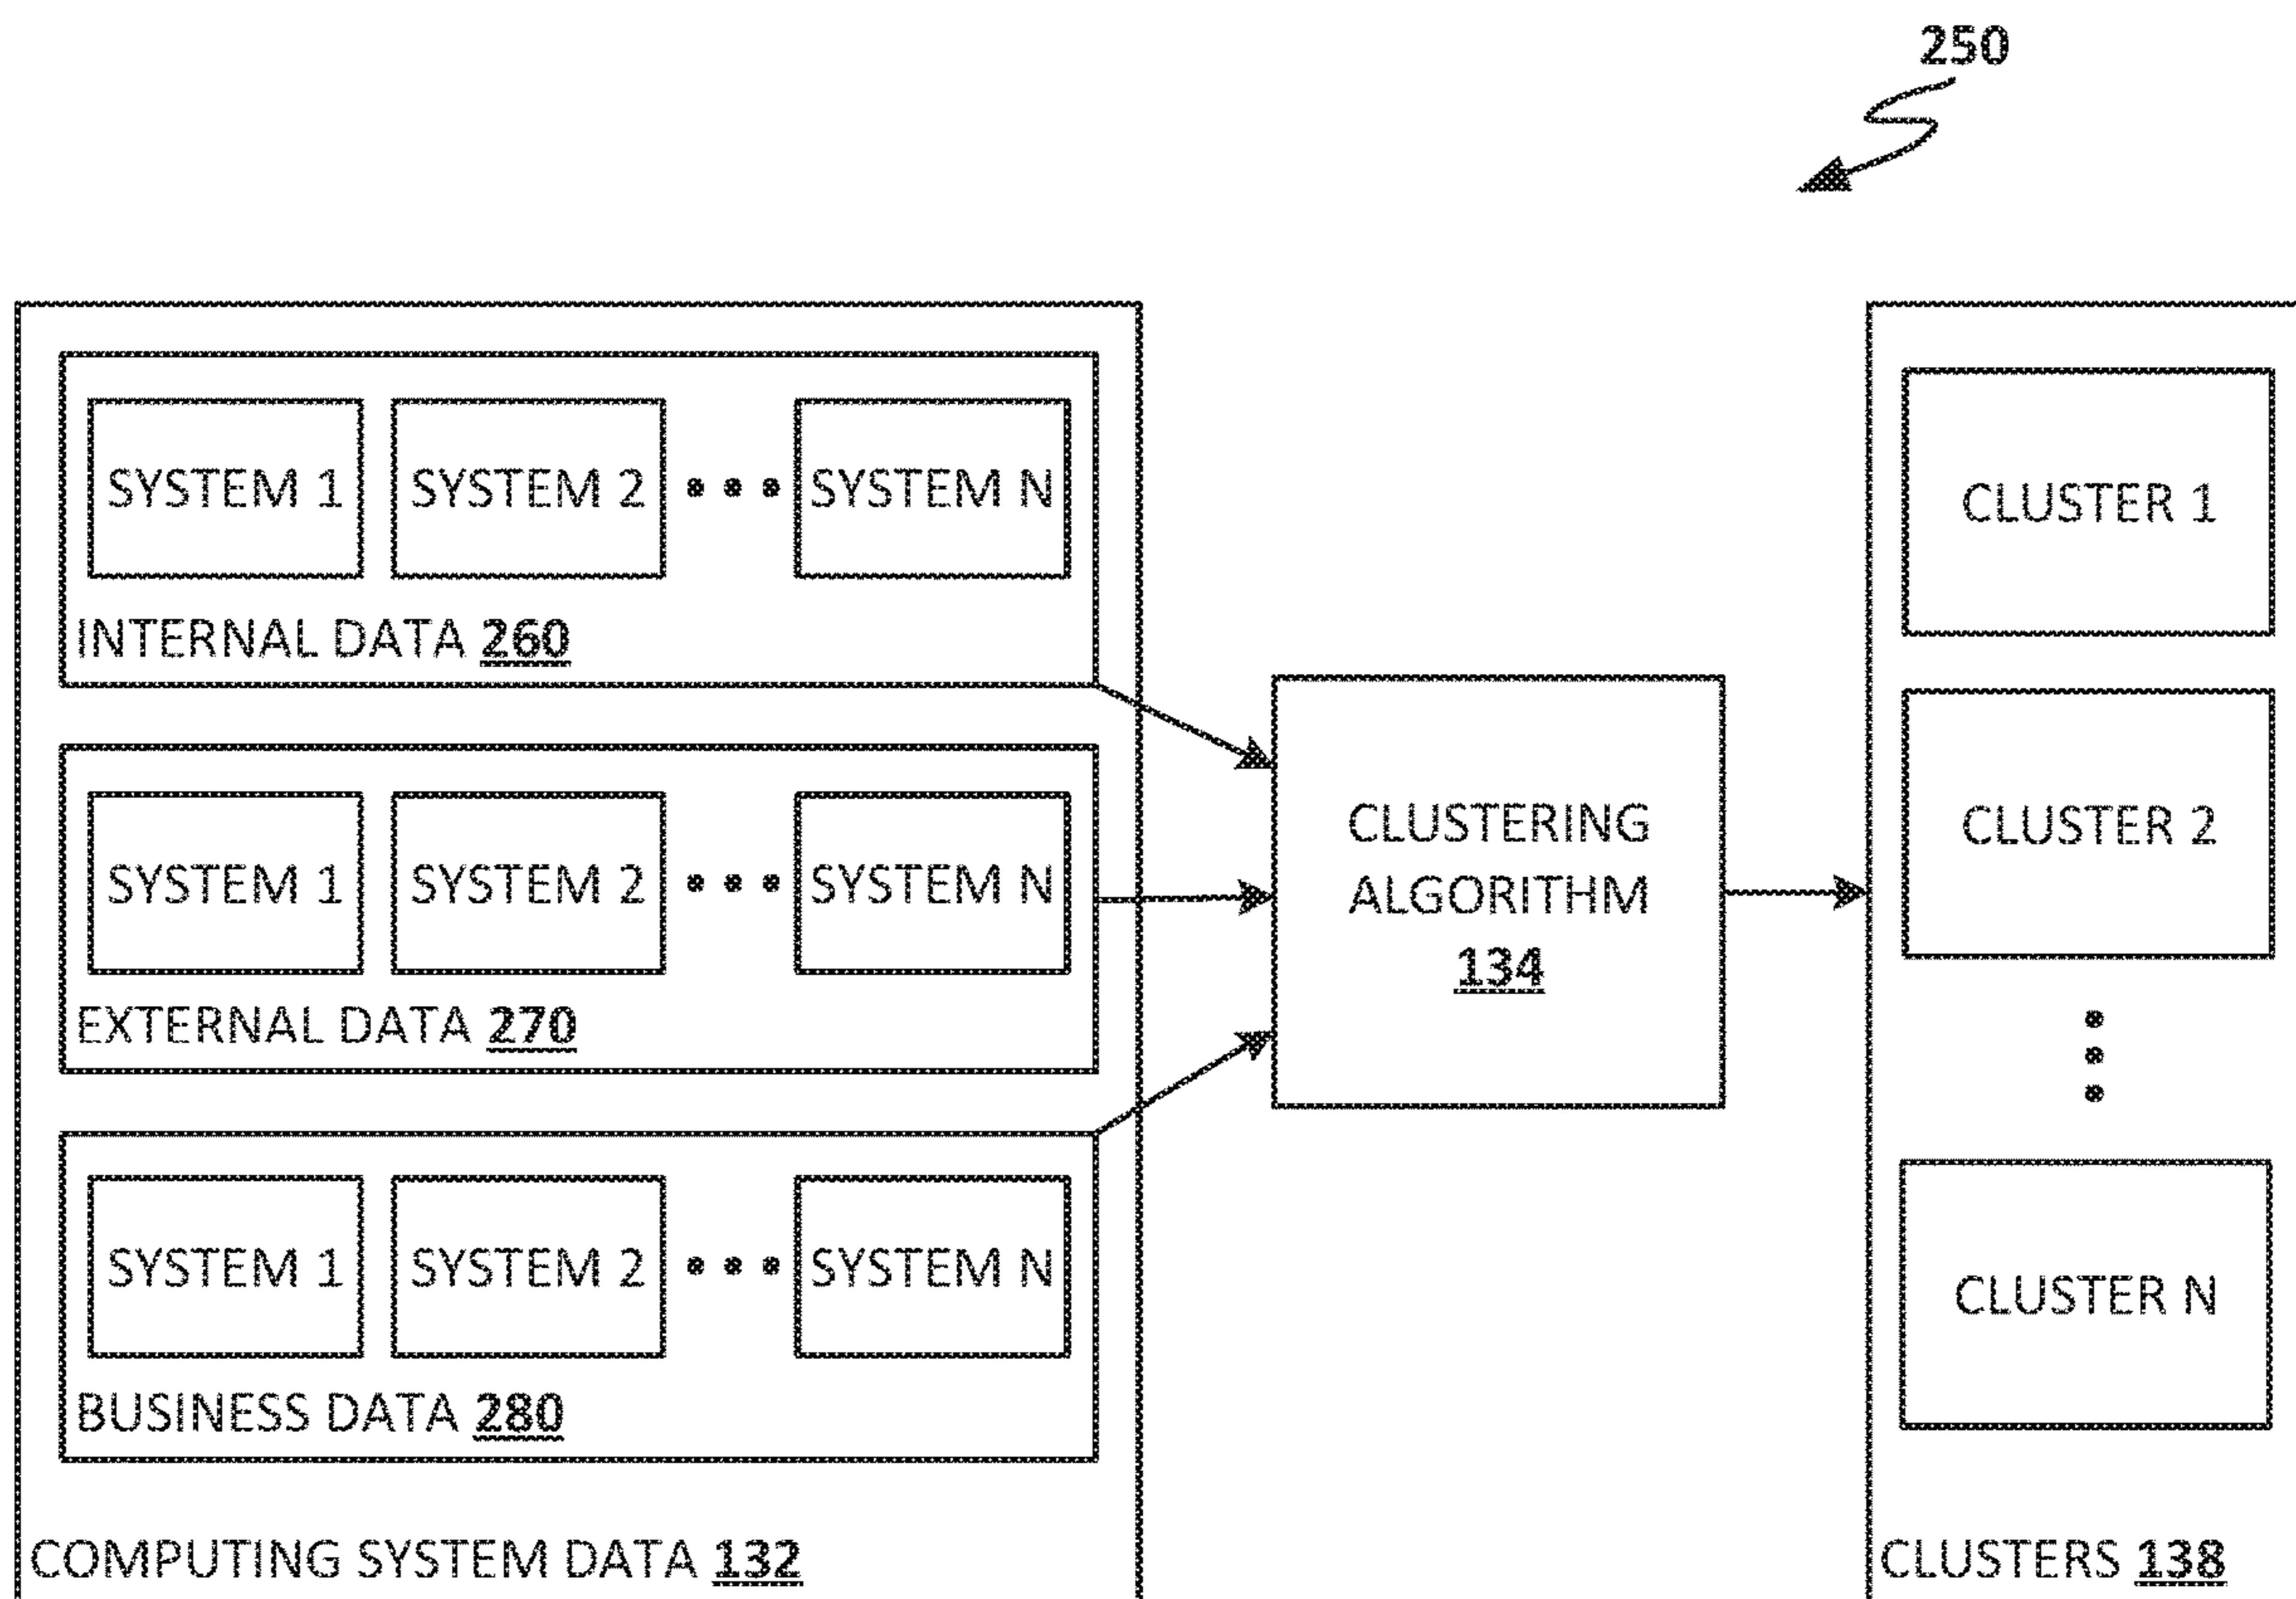 250
SYSTEM 1 SYSTEM 2 SYSTEM N
INTERNAL DATA 260
SYSTEM 1 SYSTEM 2 SYSTEM N
EXTERNAL DATA 270
SYSTEM 1 SYSTEM 2 SYSTEM N
BUSINESS DATA 280
COMPUTING SYSTEM DATA 132
CLUSTERING
ALGORITHM
134
CLUSTER 1
CLUSTER 2
CLUSTER N
CLUSTERS 138